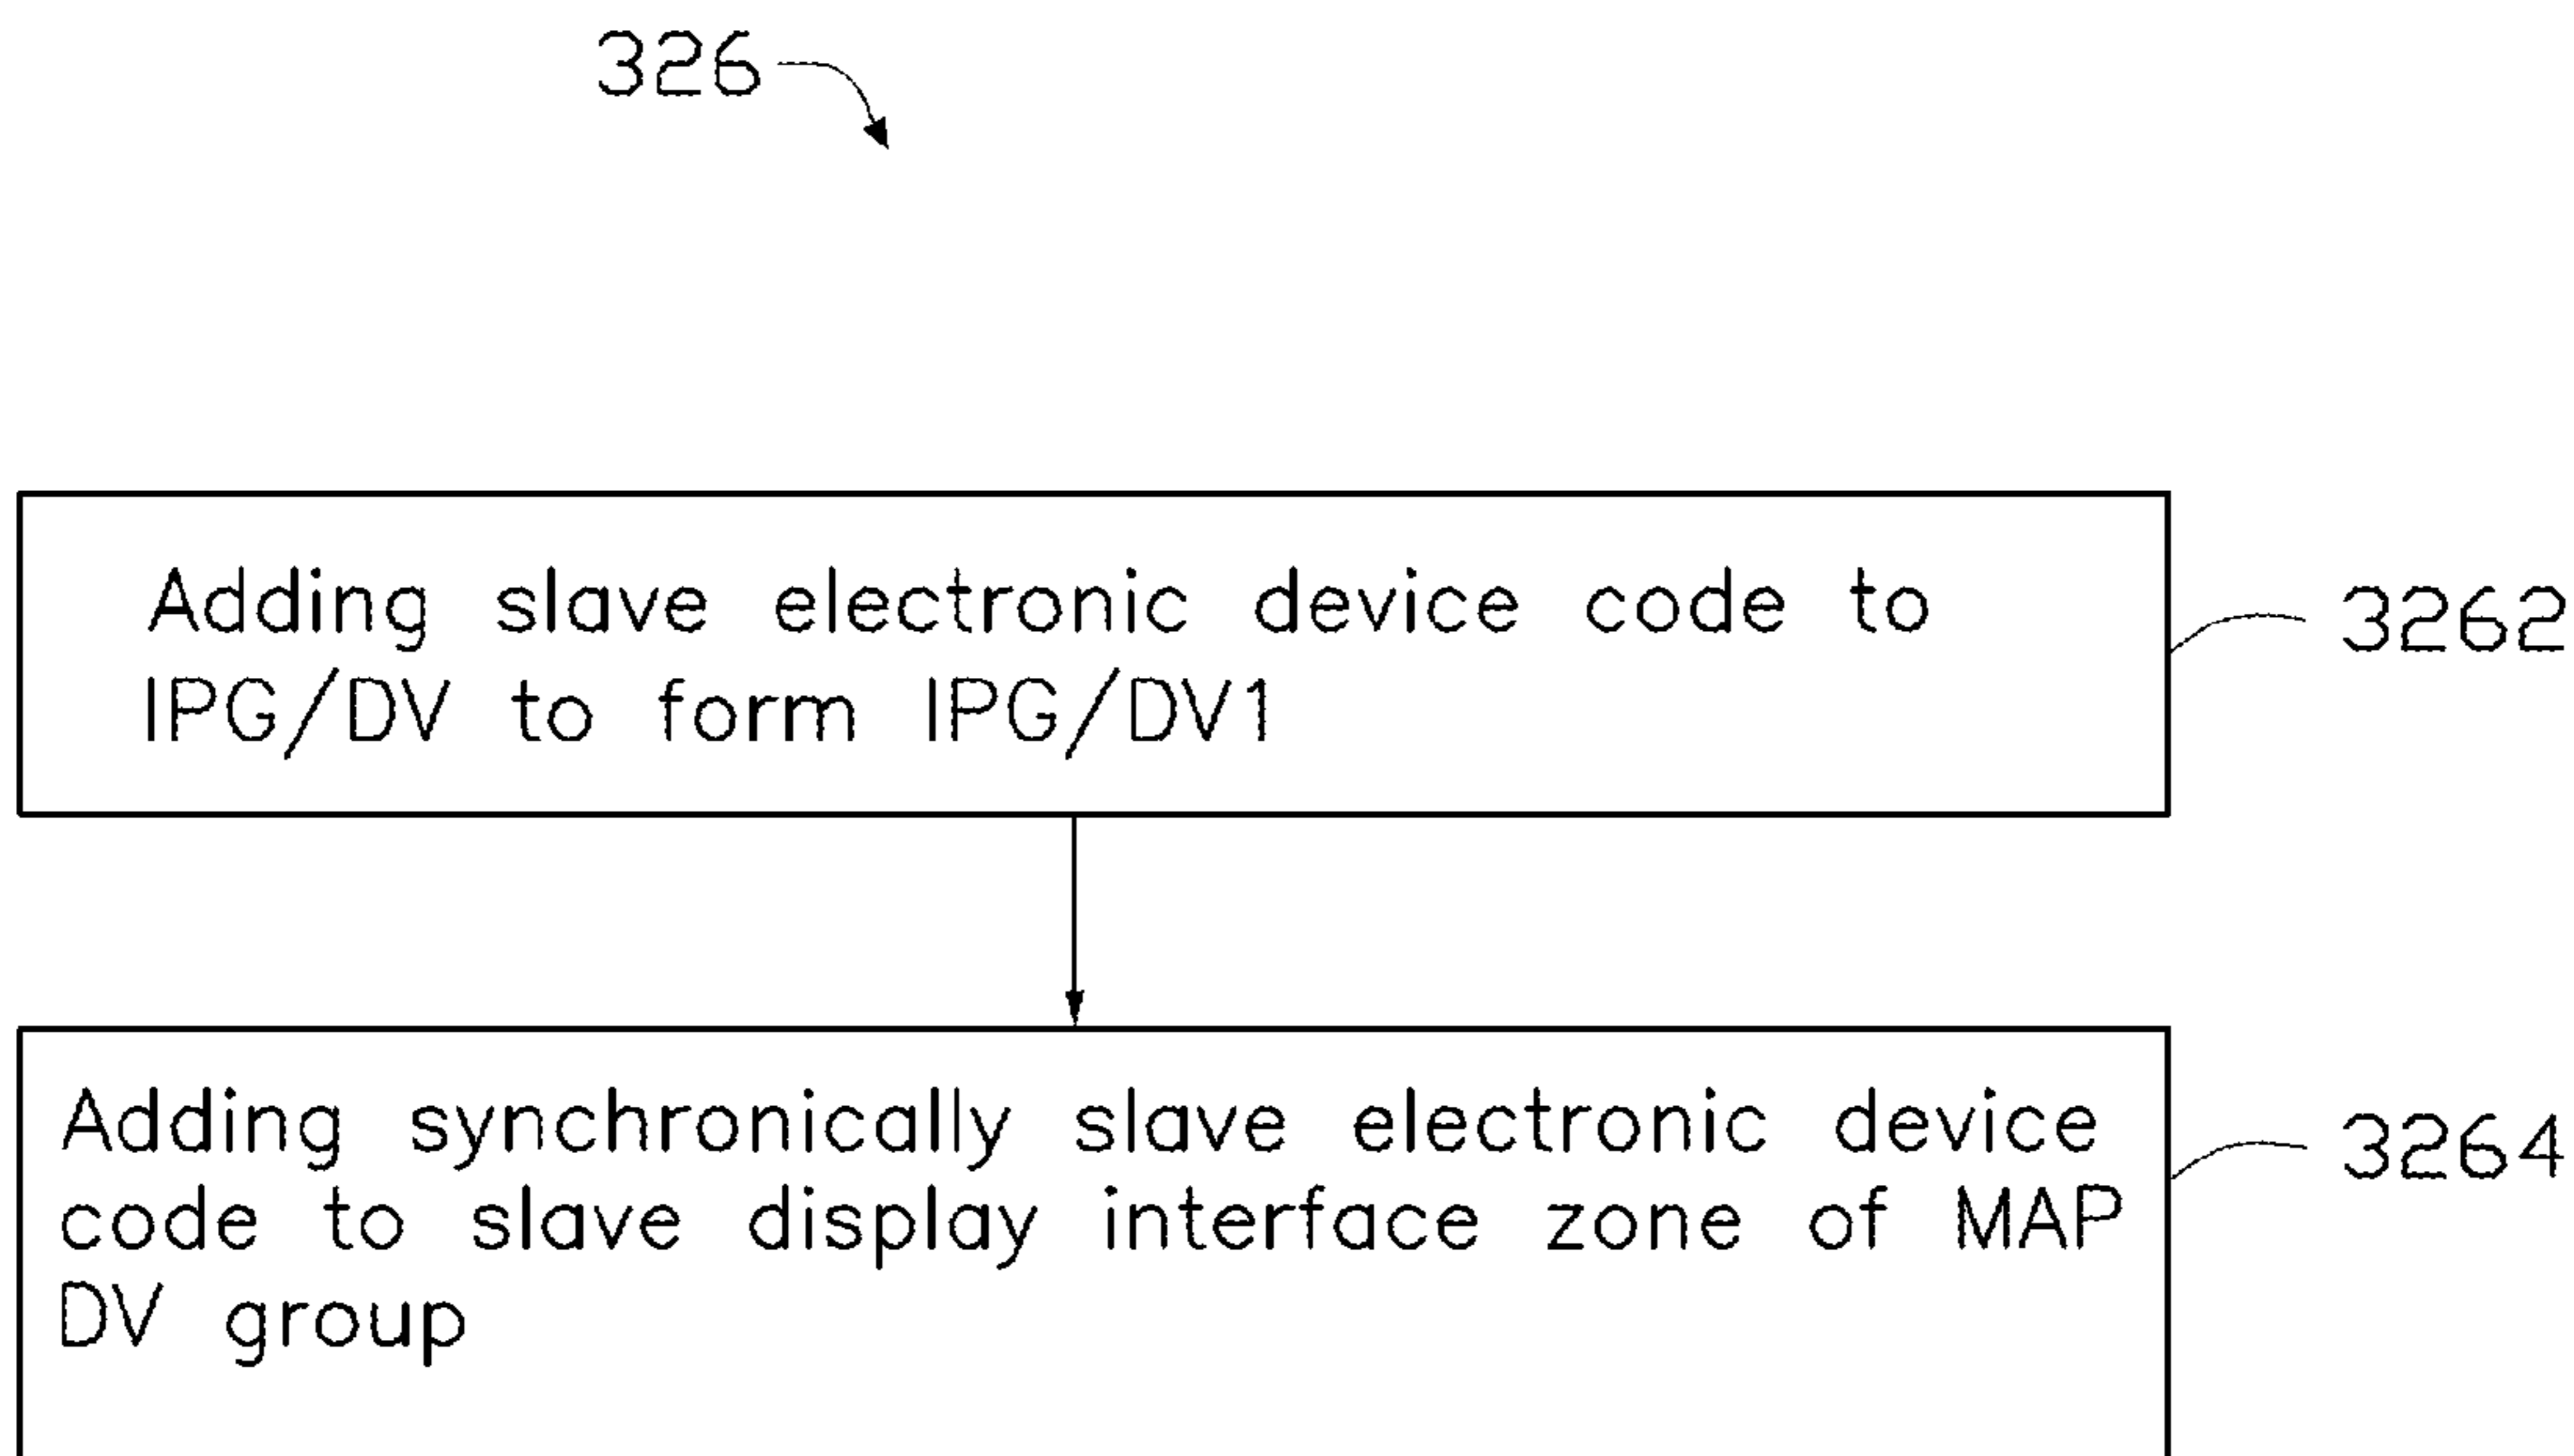 326
Adding slave electronic device code to
IPG/DV to form IPG/DV1
3262
Adding synchronically slave electronic device
code to slave display interface zone of MAP
DV group
3264